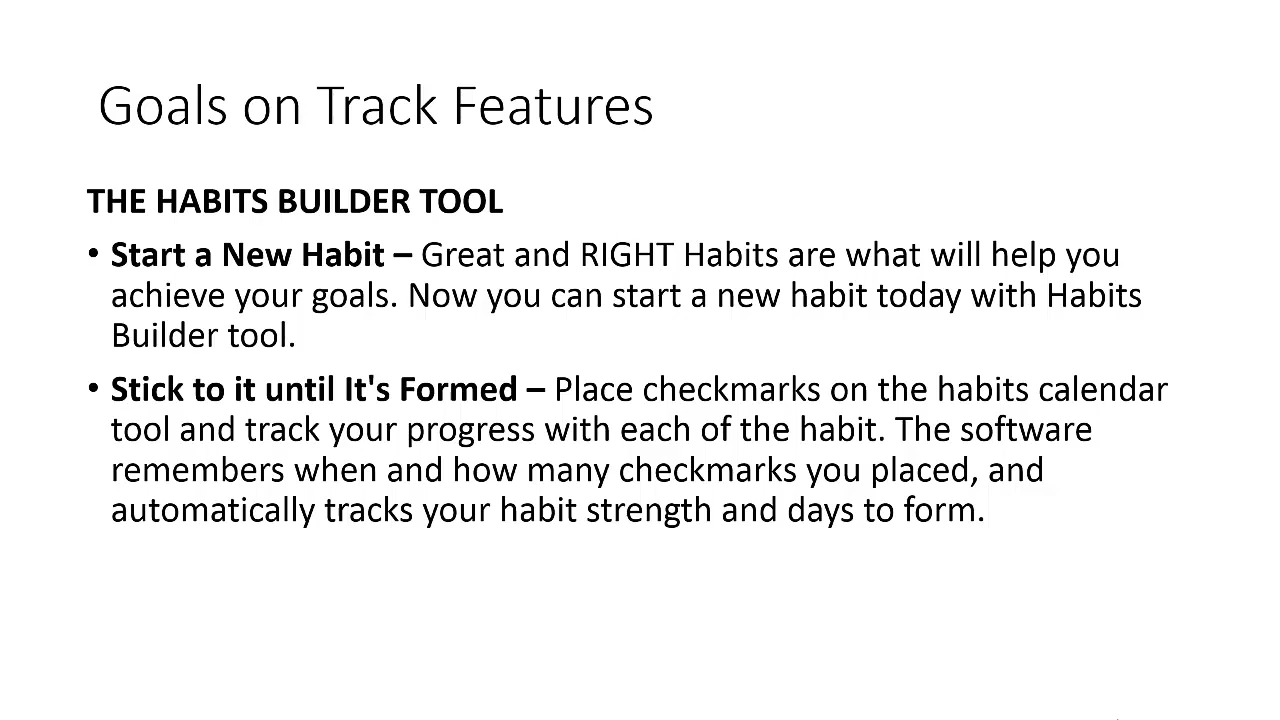 Goals on Track Features
THE HABITS BUILDER TOOL
• Start a New Habit – Great and RIGHT Habits are what will help you
achieve your goals. Now you can start a new habit today with Habits
Builder tool.
• Stick to it until It's Formed – Place checkmarks on the habits calendar
tool and track your progress with each of the habit. The software
remembers when and how many checkmarks you placed, and
automatically tracks your habit strength and days to form.